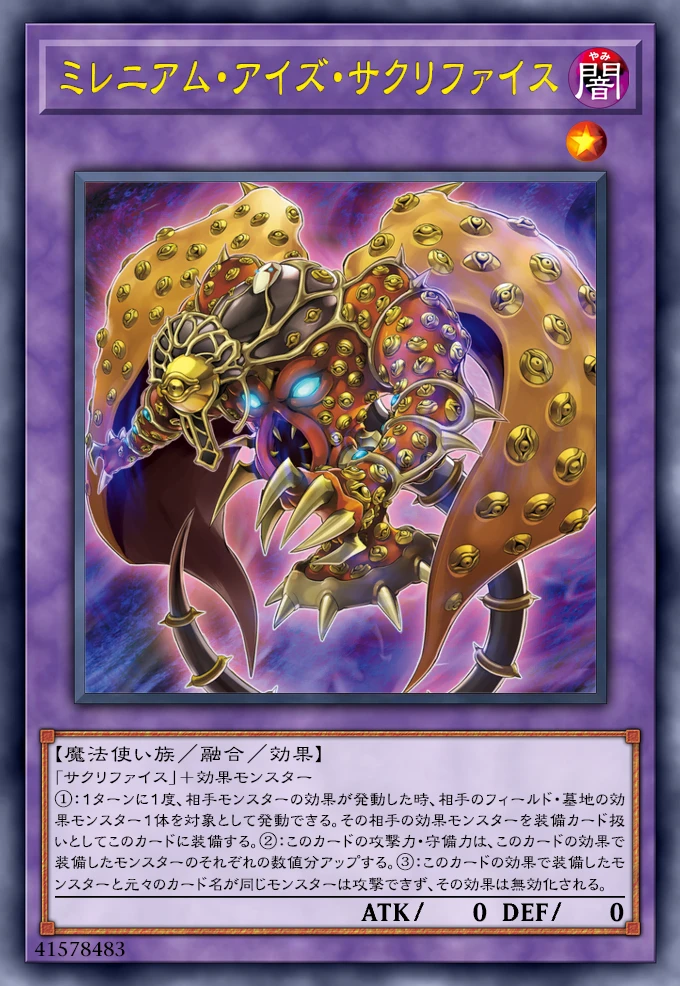 ミレニアム・アイズ・サクリファイス
やみ
闇
【魔法使い族／融合／効果】
「サクリファイス」＋効果モンスター
①：１ターンに１度、相手モンスターの効果が発動した時、相手のフィールド・墓地の効
果モンスター１体を対象として発動できる。その相手の効果モンスターを装備カード扱
いとしてこのカードに装備する。②：このカードの攻撃力・守備力は、このカードの効果で
装備したモンスターのそれぞれの数値分アップする。③：このカードの効果で装備したモ
ンスターと元々のカード名が同じモンスターは攻撃できず、その効果は無効化される。
ATK/ 0 DEF/ 0
41578483